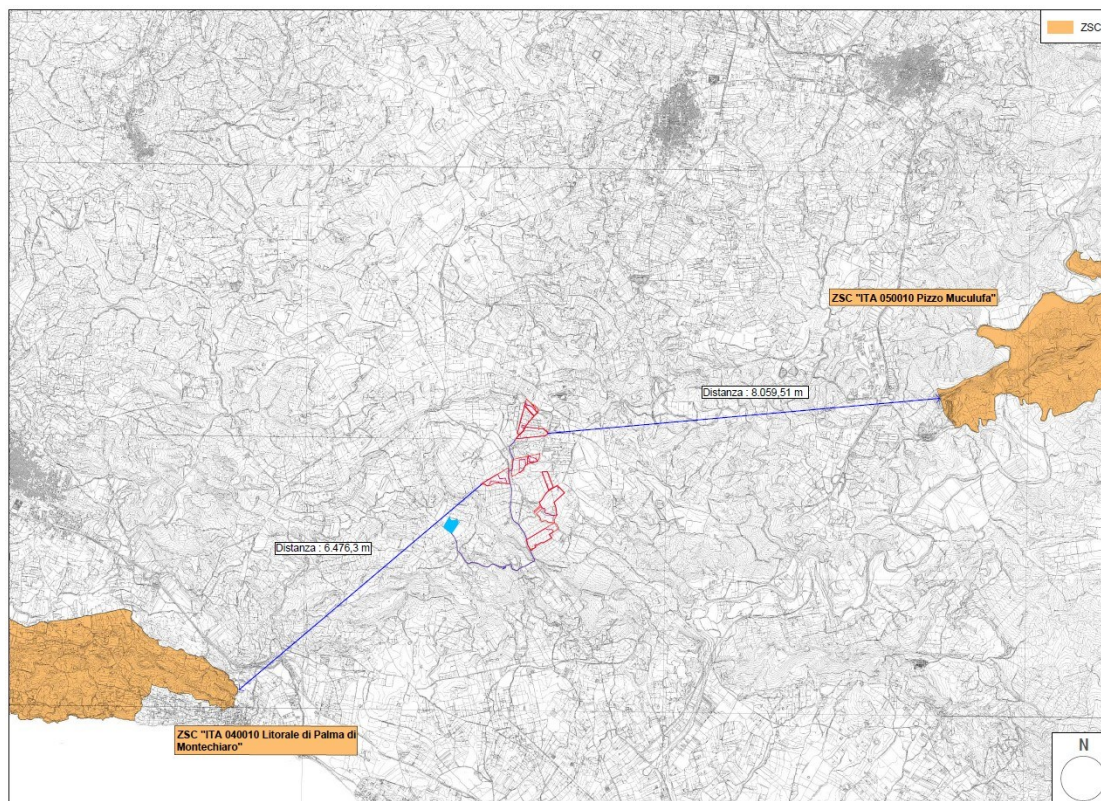 ZSC
ZSC "ITA 050010 Pizzo Muculufa"
Distanza : 8.059,51 m
Distanza : 6.476,3 m
ZSC "ITA 040010 Litorale di Palma di
Montechiaro"
N